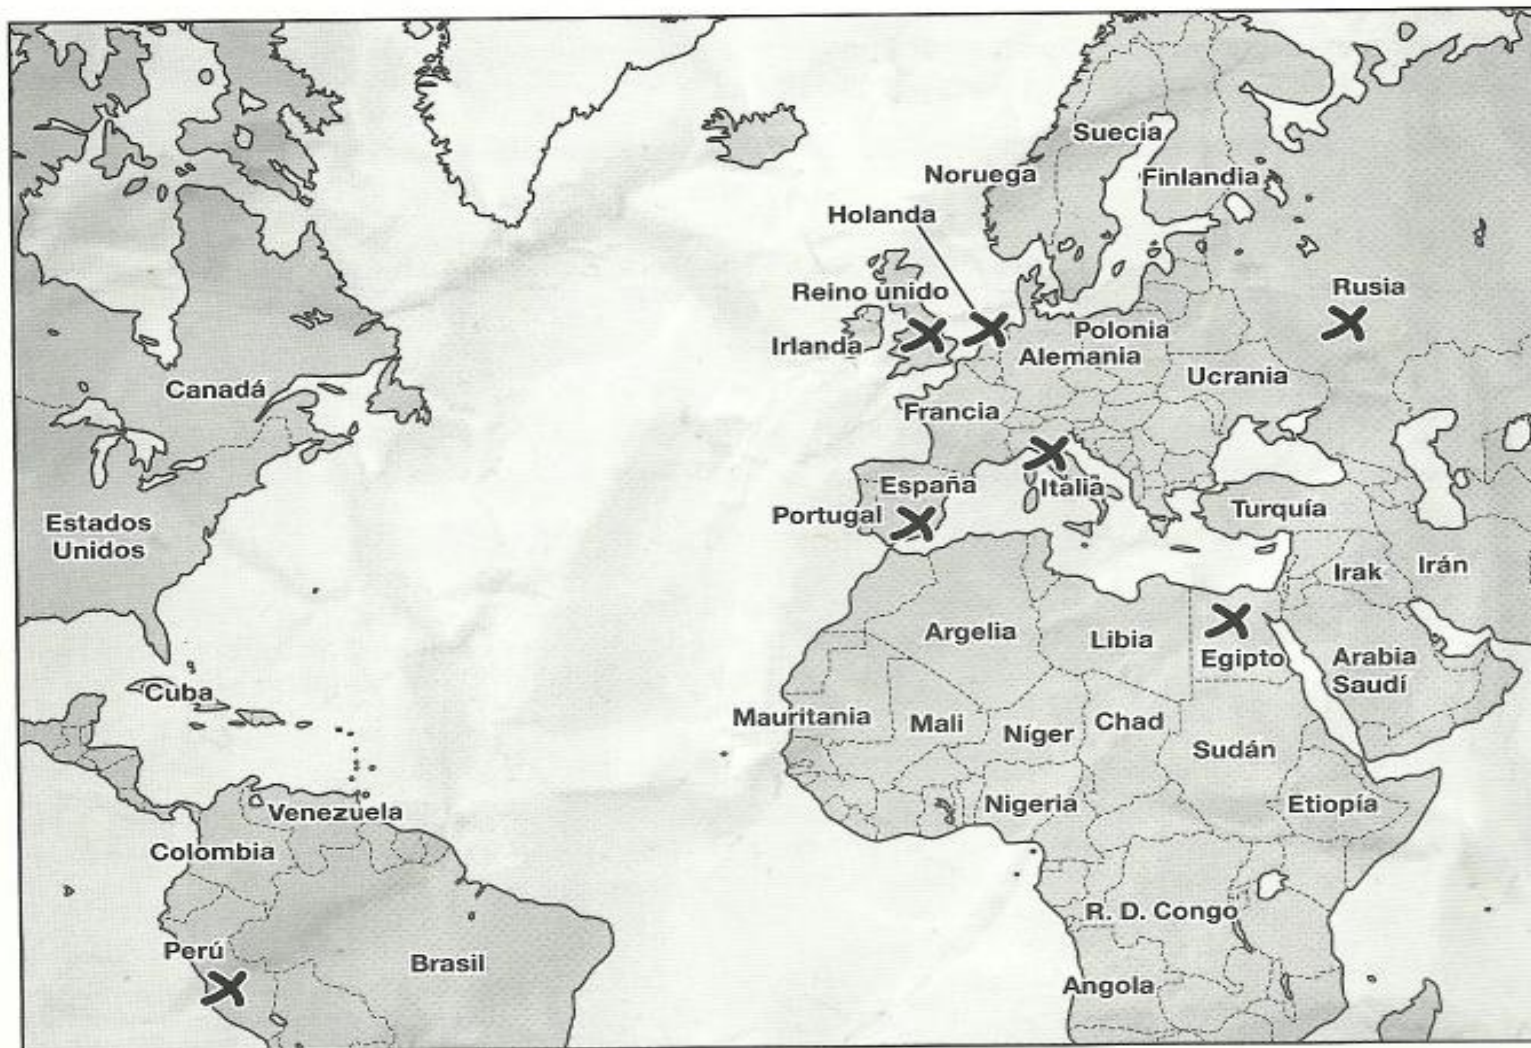 Suecia
Noruega
Finlandia
Holanda
Reino unido
Rusia
Irlanda
Polonia
Alemania
Canadá
Ucrania
Francia
España
Italia
Portugal
Turquía
Estados
Unidos
Irak
Irán
Argelia
Libia
Egipto
Arabia
Saudí
Cuba
Mauritania
Mali
Níger
Chad
Sudán
Venezuela
Nigeria
Etiopía
Colombia
R. D. Congo
Perú
Brasil
Angola